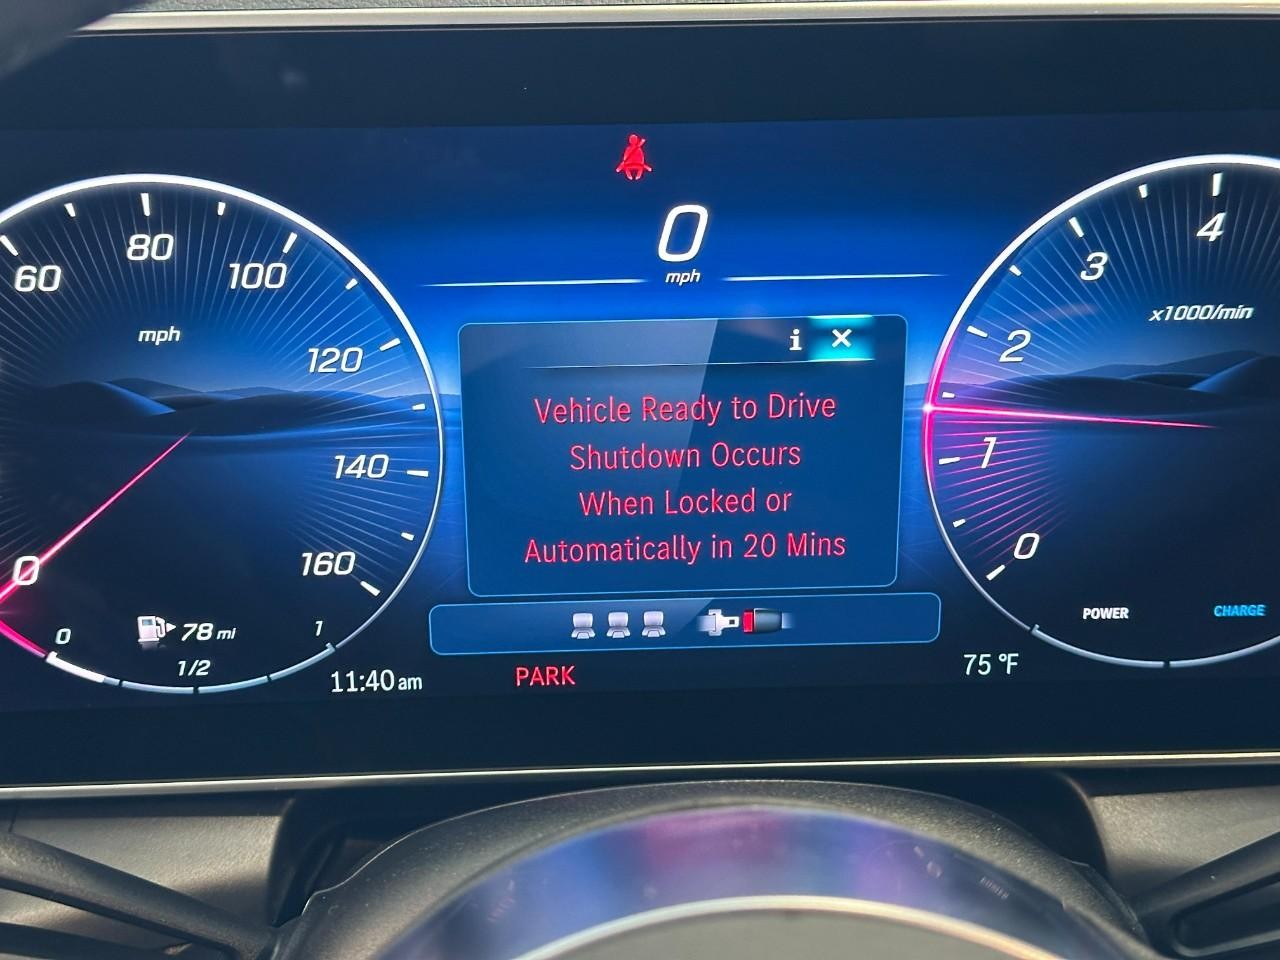 0
mph
60
80
100
120
140
160
mph
0
0
1
78 mi
1/2
11:40 am
i X
Vehicle Ready to Drive
Shutdown Occurs
When Locked or
Automatically in 20 Mins
PARK
75 °F
4
3
2
1
0
x1000/min
POWER
CHARGE